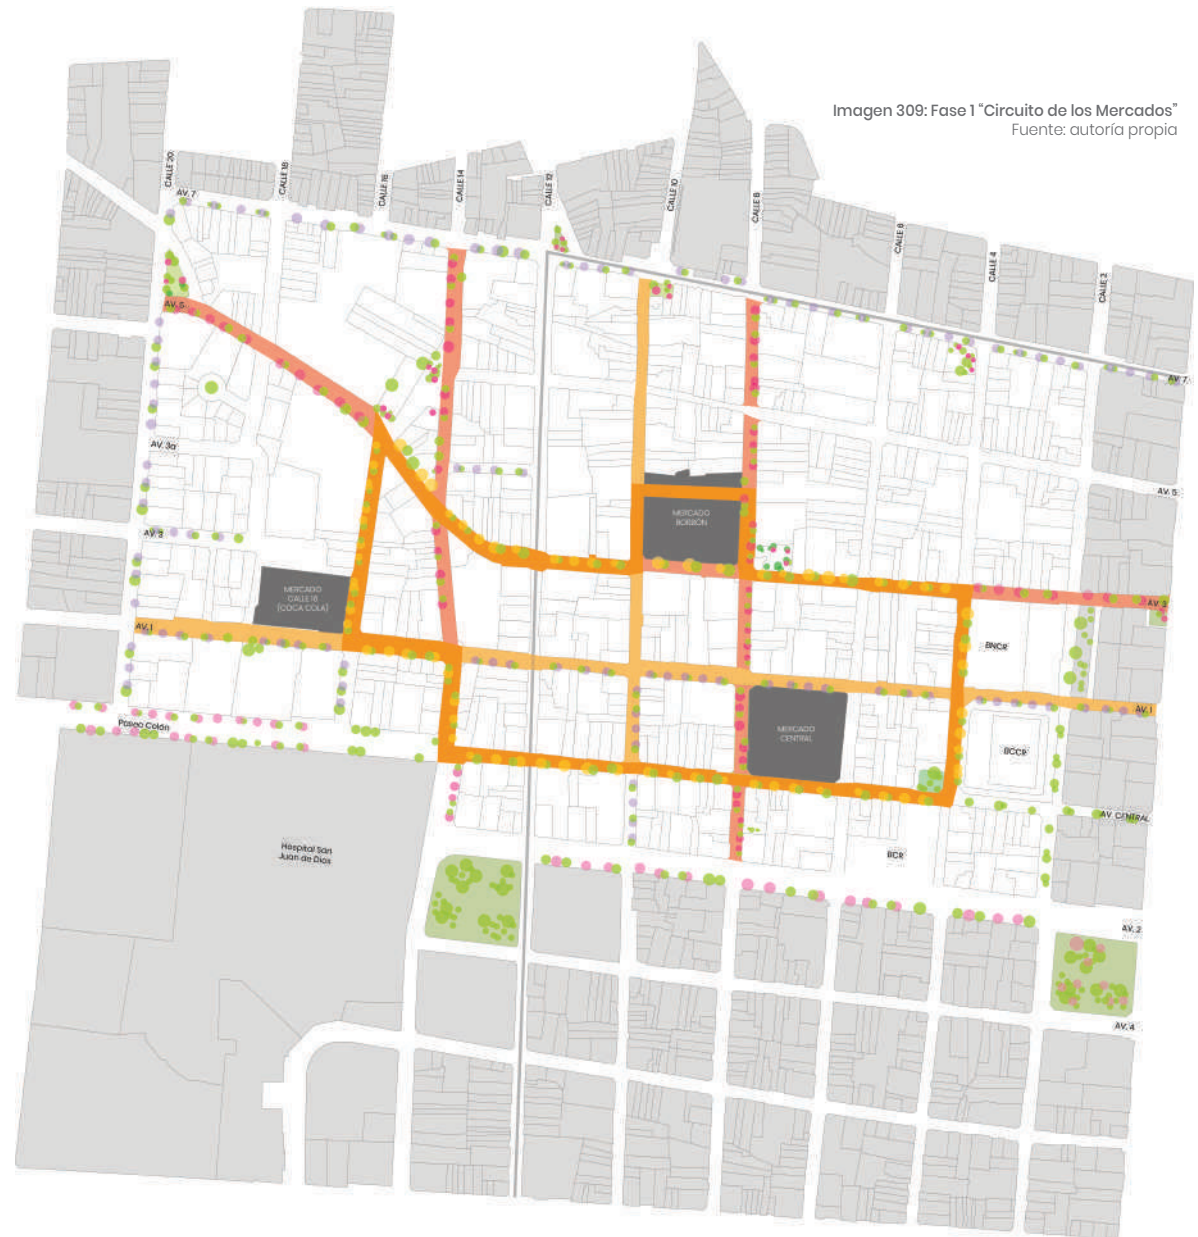 Imagen 309: Fase 1 “Circuito de los Mercados”
Fuente: autoría propia
CALLE 20
CALLE 18
CALLE 16
CALLE 14
CALLE 12
CALLE 10
CALLE 8
CALLE 6
CALLE 4
CALLE 2
AV. 7
AV. 5
AV. 7
AV. 3a
AV. 5
MERCADO
BORBÓN
AV. 3
MERCADO
CALLE 16
(COCA COLA)
AV. 3
AV. 1
BNCR
AV. 1
Paseo Colón
MERCADO
CENTRAL
BCCR
AV. CENTRAL
Hospital San
Juan de Dios
BCR
AV. 2
AV. 4